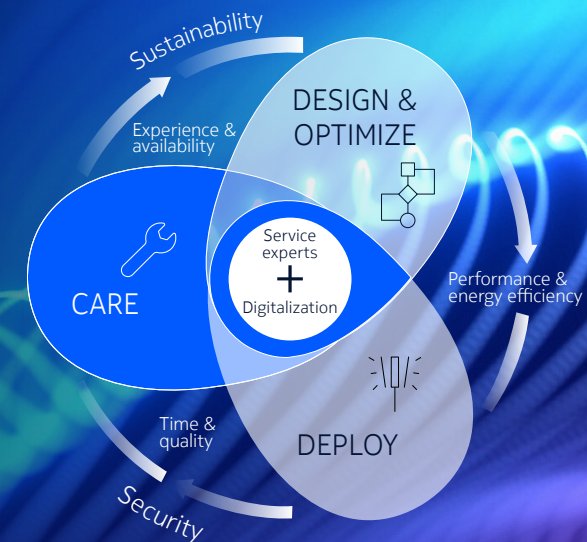 Sustainability
DESIGN &
OPTIMIZE
Experience &
availability
Service
experts
+
Digitalization
CARE
Performance &
energy efficiency
Time &
quality
DEPLOY
Security